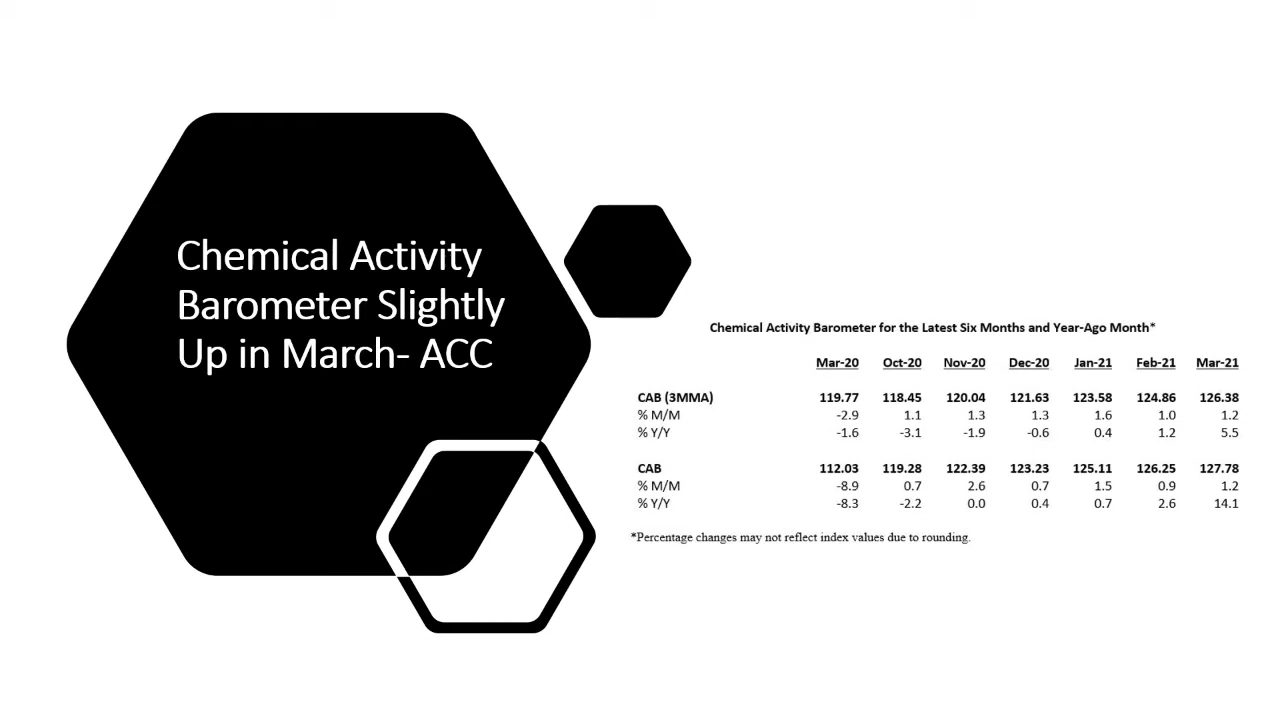 Chemical Activity
Barometer Slightly
Up in March- ACC
Chemical Activity Barometer for the Latest Six Months and Year-Ago Month*
Mar-20 Oct-20 Nov-20 Dec-20 Jan-21 Feb-21 Mar-21
CAB (3MMA) 119.77 118.45 120.04 121.63 123.58 124.86 126.38
% M/M -2.9 1.1 1.3 1.3 1.6 1.0 1.2
% Y/Y -1.6 -3.1 -1.9 -0.6 0.4 1.2 5.5
CAB 112.03 119.28 122.39 123.23 125.11 126.25 127.78
% M/M -8.9 0.7 2.6 0.7 1.5 0.9 1.2
% Y/Y -8.3 -2.2 0.0 0.4 0.7 2.6 14.1
*Percentage changes may not reflect index values due to rounding.